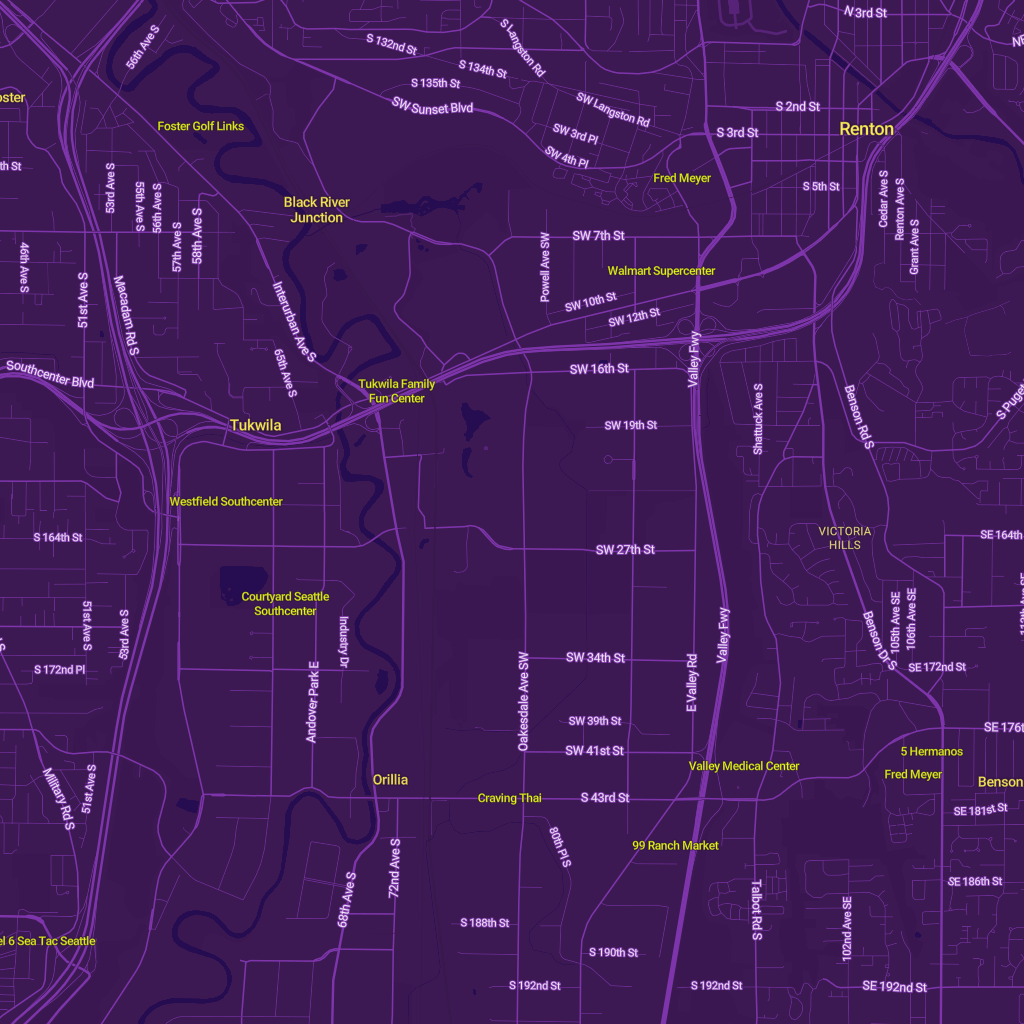 N 3rd St
S 132nd St
S Langston Rd
56th Ave S
S 134th St
S 135th St
SW Sunset Blvd
SW Langston Rd
S 2nd St
Foster Golf Links
SW 3rd Pl
S 3rd St
Renton
SW 4th Pl
Fred Meyer
S 5th St
53rd Ave S
55th Ave S
56th Ave S
57th Ave S
58th Ave S
Black River
Junction
Cedar Ave S
Renton Ave S
Grant Ave S
46th Ave S
51st Ave S
Macadam Rd S
SW 7th St
Powell Ave SW
Walmart Supercenter
SW 10th St
SW 12th St
Interurban Ave S
65th Ave S
Valley Fwy
Southcenter Blvd
SW 16th St
Tukwila Family
Fun Center
Shattuck Ave S
Benson Rd S
S Puget
Tukwila
SW 19th St
Westfield Southcenter
S 164th St
VICTORIA
HILLS
SE 164th
SW 27th St
Courtyard Seattle
Southcenter
51st Ave S
53rd Ave S
Industry Dr
Valley Fwy
105th Ave SE
106th Ave SE
Benson Dr S
S 172nd Pl
SW 34th St
SE 172nd St
Andover Park E
Oakesdale Ave SW
E Valley Rd
SW 39th St
SE 176t
SW 41st St
5 Hermanos
Military Rd S
51st Ave S
Orillia
Valley Medical Center
Fred Meyer
Benson
Craving Thai
S 43rd St
SE 181st St
80th Pl S
99 Ranch Market
68th Ave S
72nd Ave S
Talbot Rd S
102nd Ave SE
SE 186th St
S 188th St
el 6 Sea Tac Seattle
S 190th St
S 192nd St
S 192nd St
SE 192nd St